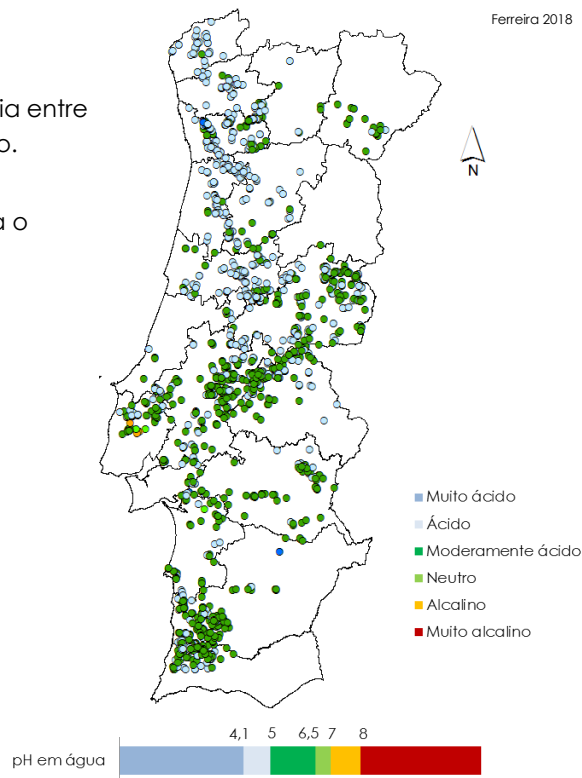 Ferreira 2018
ia entre
o.
a o
N
Muito ácido
Ácido
Moderamente ácido
Neutro
Alcalino
Muito alcalino
4,1 5 6,5 7 8
pH em água